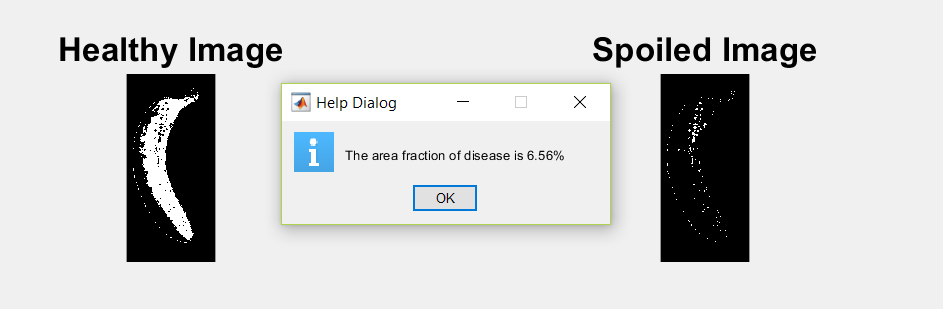 Healthy Image
Spoiled Image
Help Dialog
The area fraction of disease is 6.56%
OK